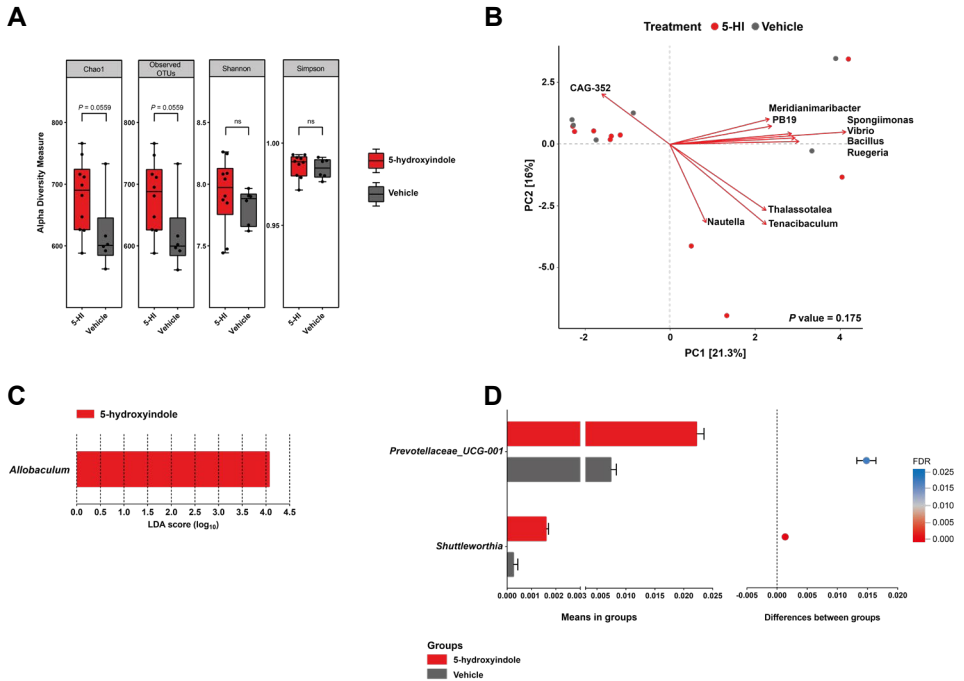 A
Chao1
Observed
OTUs
Shannon
Simpson
P = 0.0559
P = 0.0559
ns
ns
Alpha Diversity Measure
800
700
600
800
700
600
8.5
8.0
7.5
1.00
0.95
5-HI
Vehicle
5-HI
Vehicle
5-HI
Vehicle
5-HI
Vehicle
5-hydroxyindole
Vehicle
B
Treatment 5-HI Vehicle
PC2 [16%]
2.5
0.0
-2.5
-5.0
CAG-352
Meridianimaribacter
PB19
Spongiimonas
Vibrio
Bacillus
Ruegeria
Thalassotalea
Nautella
Tenacibaculum
P value = 0.175
-2 0 2 4
PC1 [21.3%]
C
5-hydroxyindole
Allobaculum
0.0 0.5 1.0 1.5 2.0 2.5 3.0 3.5 4.0 4.5
LDA score (log10)
D
Prevotellaceae_UCG-001
Shuttleworthia
0.000 0.001 0.002 0.003 0.005 0.010 0.015 0.020 0.025
Means in groups
-0.005 0.000 0.005 0.010 0.015 0.020
Differences between groups
FDR
0.025
0.020
0.015
0.010
0.005
0.000
Groups
5-hydroxyindole
Vehicle